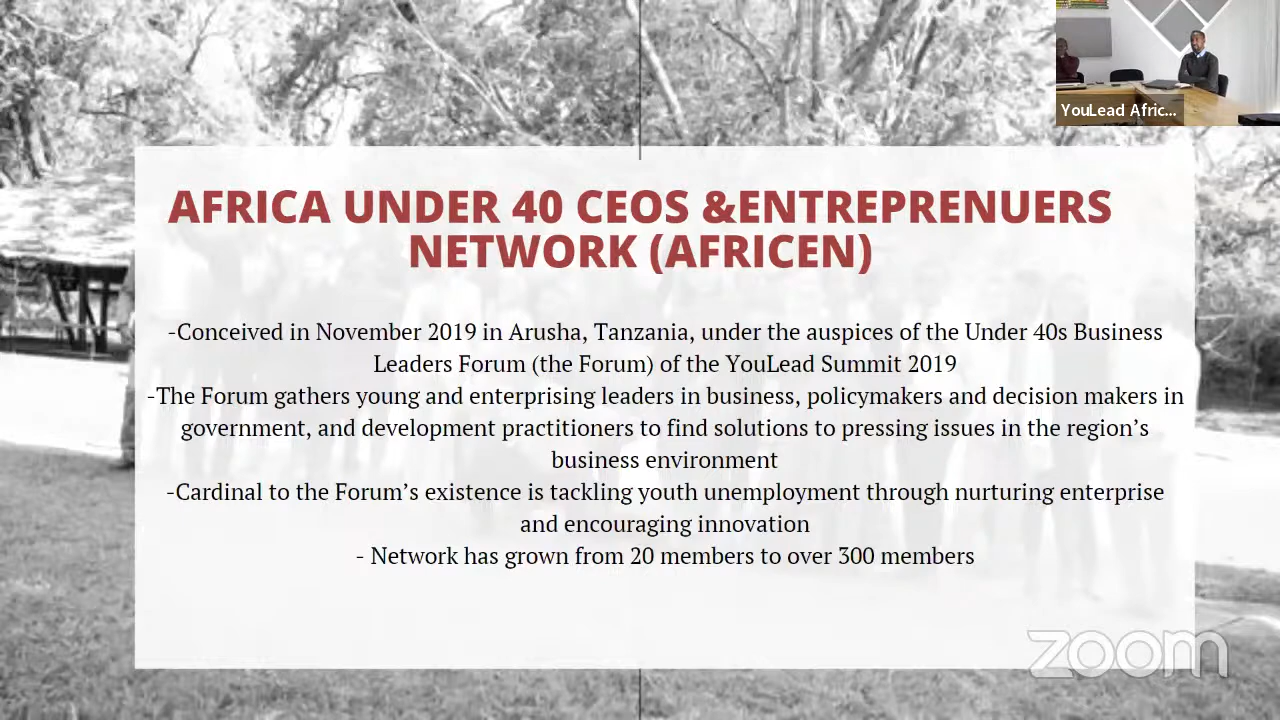 YouLead Afric...
AFRICA UNDER 40 CEOS &ENTREPRENUERS
NETWORK (AFRICEN)
-Conceived in November 2019 in Arusha, Tanzania, under the auspices of the Under 40s Business
Leaders Forum (the Forum) of the YouLead Summit 2019
-The Forum gathers young and enterprising leaders in business, policymakers and decision makers in
government, and development practitioners to find solutions to pressing issues in the region’s
business environment
-Cardinal to the Forum’s existence is tackling youth unemployment through nurturing enterprise
and encouraging innovation
- Network has grown from 20 members to over 300 members
zoom